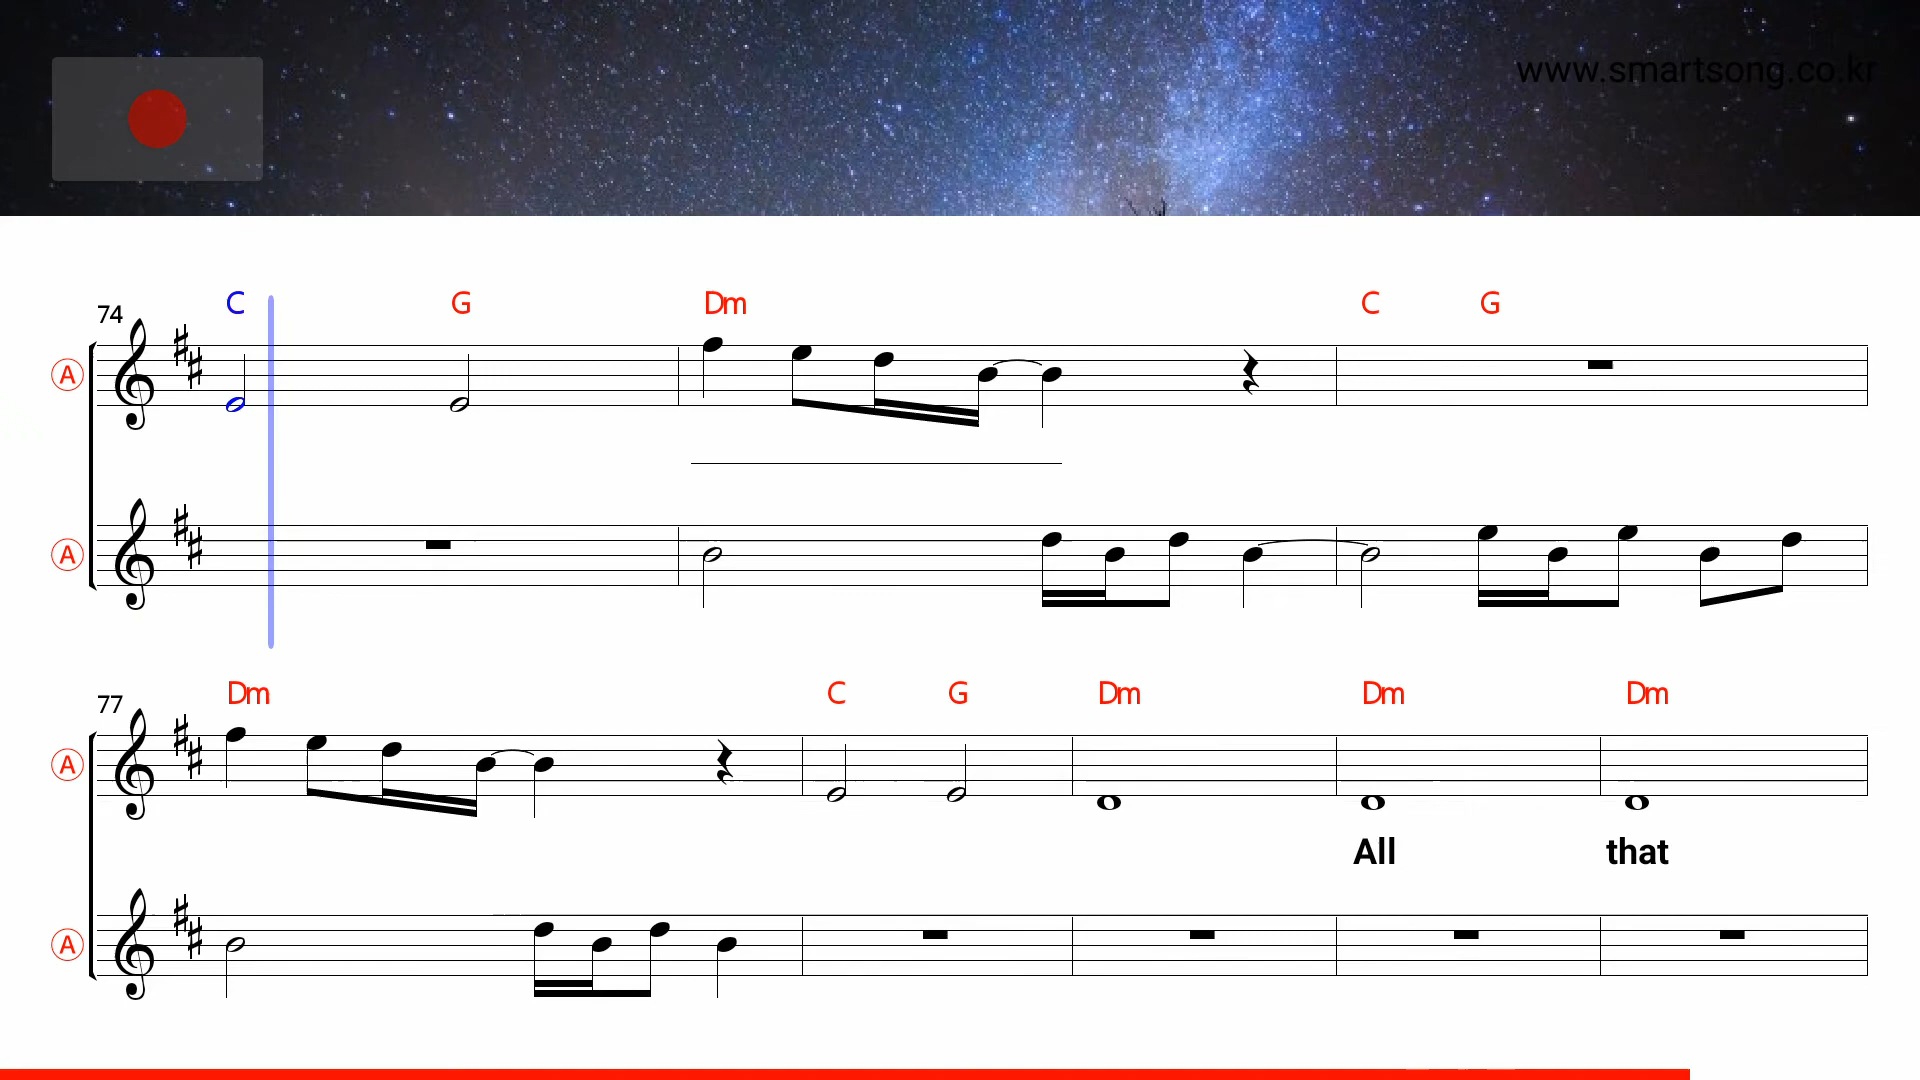 www.smartsong.co.kr
74 C G Dm C G
A
A
77 Dm C G Dm Dm Dm
A
All that
A